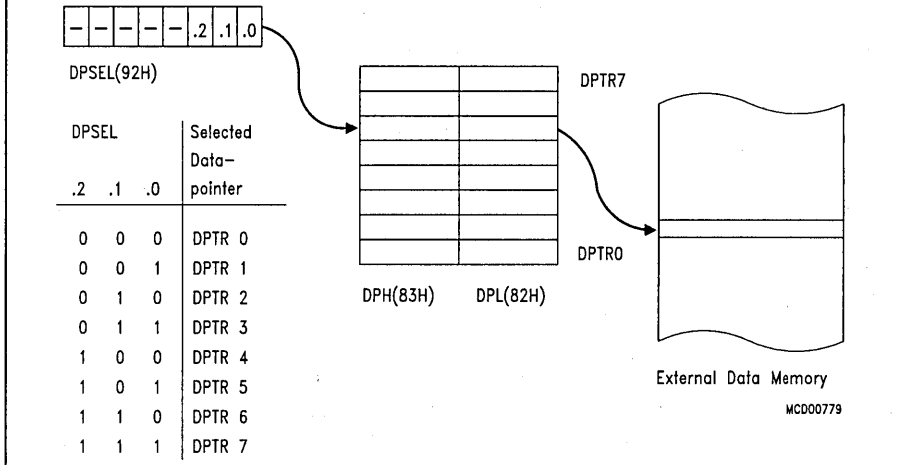 – – – – – .2 .1 .0
DPSEL(92H)
DPSEL Selected
Data–
.2 .1 .0 pointer
0 0 0 DPTR 0
0 0 1 DPTR 1
0 1 0 DPTR 2
0 1 1 DPTR 3
1 0 0 DPTR 4
1 0 1 DPTR 5
1 1 0 DPTR 6
1 1 1 DPTR 7
DPTR7
DPTR0
DPH(83H) DPL(82H)
External Data Memory
MCD00779